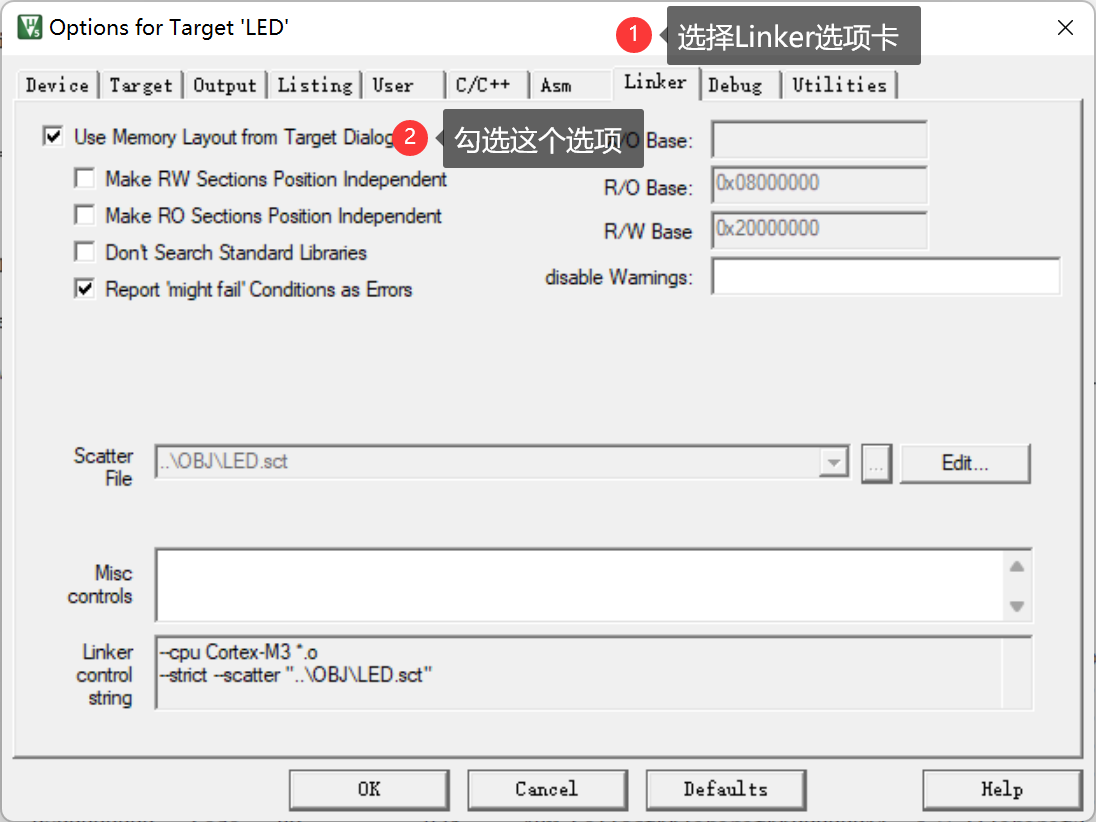 Options for Target 'LED'
1 选择Linker选项卡
Device Target Output Listing User C/C++ Asm Linker Debug Utilities
Use Memory Layout from Target Dialog 2 勾选这个选项 /O Base:
Make RW Sections Position Independent R/O Base: 0x08000000
Make RO Sections Position Independent R/W Base 0x20000000
Don't Search Standard Libraries
Report 'might fail' Conditions as Errors disable Warnings:
Scatter
File
..\OBJ\LED.sct
... Edit...
Misc
controls
Linker
control
string
--cpu Cortex-M3 *.o
--strict --scatter "..\OBJ\LED.sct"
OK Cancel Defaults Help